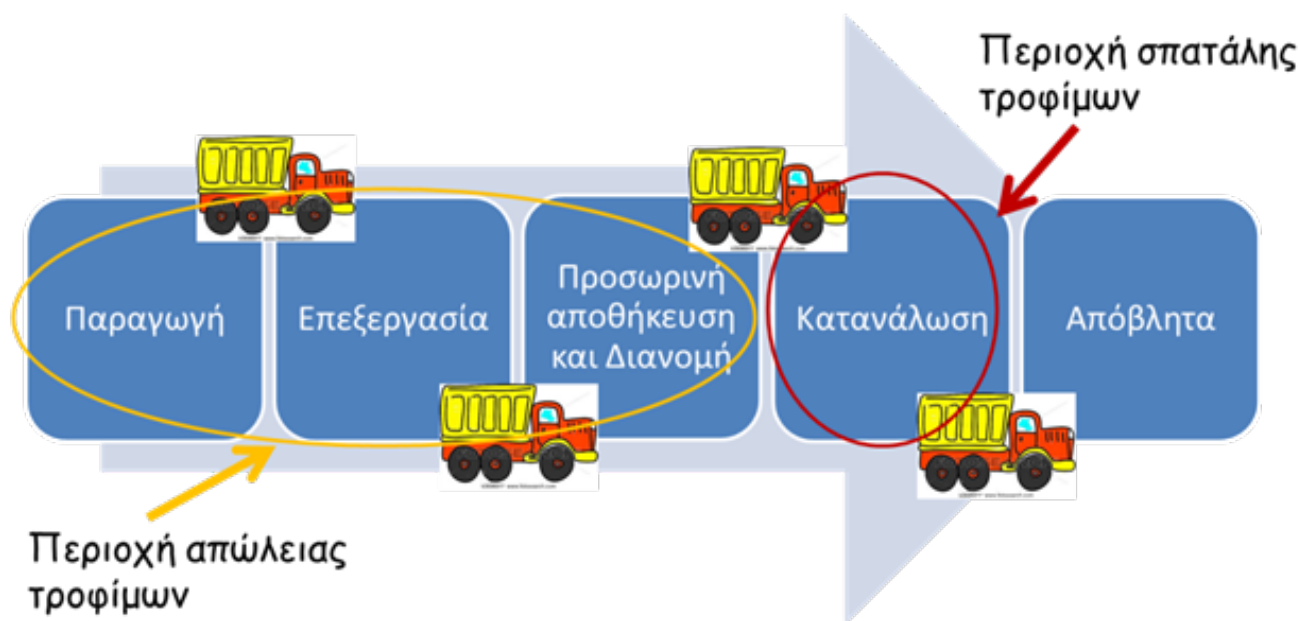 Περιοχή σπατάλης
τροφίμων
Παραγωγή
Επεξεργασία
Προσωρινή
αποθήκευση
και Διανομή
Κατανάλωση
Απόβλητα
Περιοχή απώλειας
τροφίμων